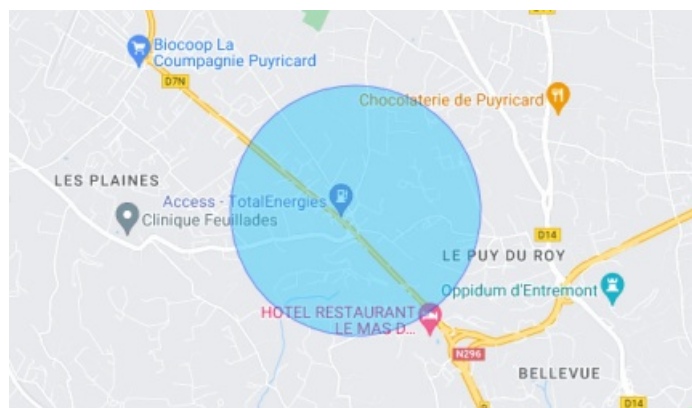 Biocoop La
Coumpagnie Puyricard
D7N
Chocolaterie de Puyricard
LES PLAINES
Access - TotalEnergies
Clinique Feuillades
D14
LE PUY DU ROY
Oppidum d'Entremont
HOTEL RESTAURANT
LE MAS D...
N296
BELLEVUE
D14